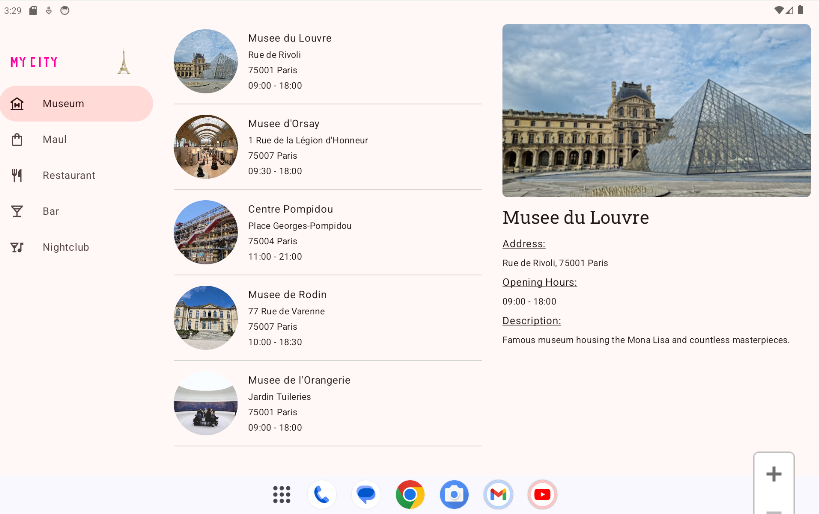 3:29
MY CITY
Museum
Maul
Restaurant
Bar
Nightclub
Musee du Louvre
Rue de Rivoli
75001 Paris
09:00 - 18:00
Musee d'Orsay
1 Rue de la Légion d'Honneur
75007 Paris
09:30 - 18:00
Centre Pompidou
Place Georges-Pompidou
75004 Paris
11:00 - 21:00
Musee de Rodin
77 Rue de Varenne
75007 Paris
10:00 - 18:30
Musee de l'Orangerie
Jardin Tuileries
75001 Paris
09:00 - 18:00
Musee du Louvre
Address:
Rue de Rivoli, 75001 Paris
Opening Hours:
09:00 - 18:00
Description:
Famous museum housing the Mona Lisa and countless masterpieces.